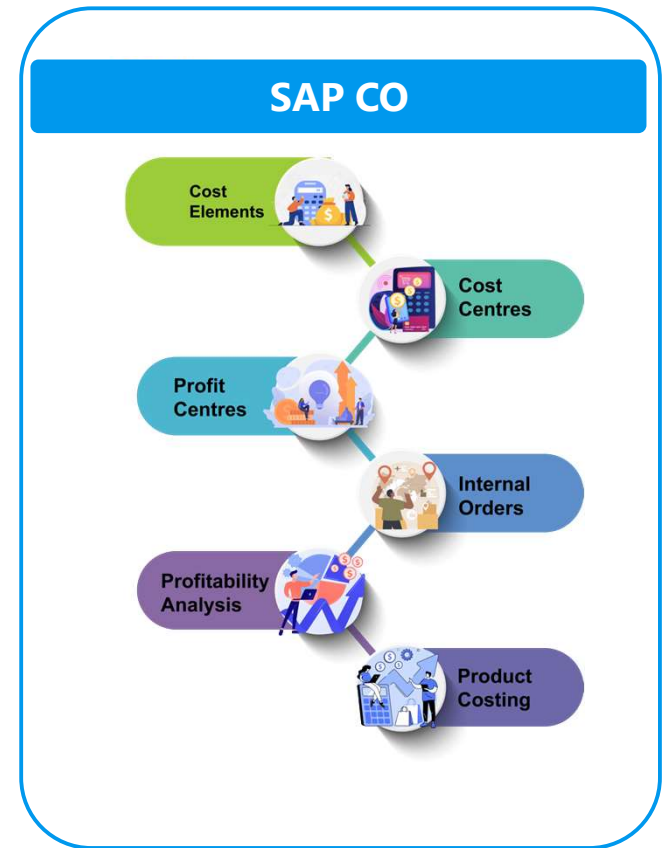 SAP CO
Cost
Elements
Cost
Centres
Profit
Centres
Internal
Orders
Profitability
Analysis
Product
Costing